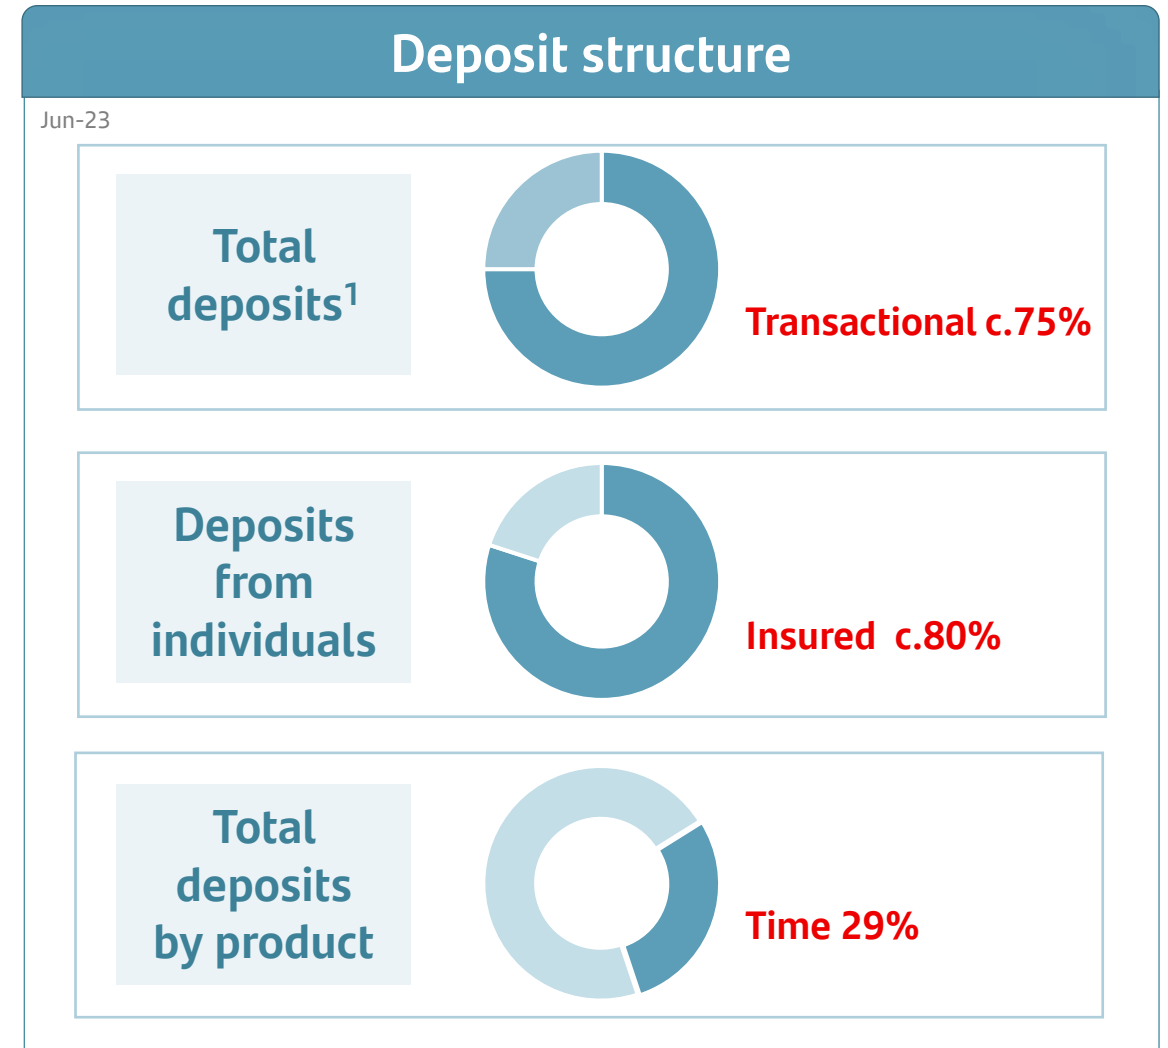 Deposit structure
Jun-23
Total
deposits¹
Transactional c.75%
Deposits
from
individuals
Insured  c.80%
Total
deposits
by product
Time 29%